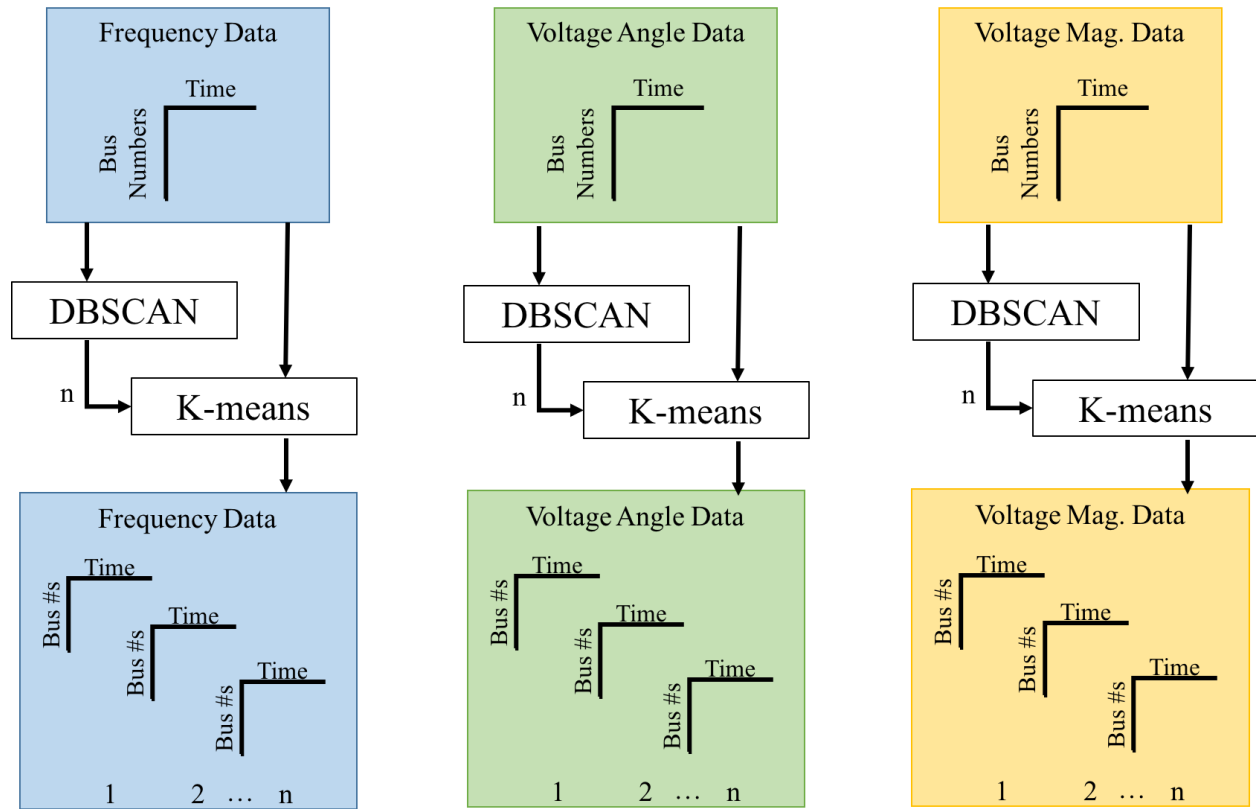 Frequency Data
Time
Bus
Numbers
DBSCAN
n
K-means
Frequency Data
Time
Bus #s
Time
Bus #s
Time
Bus #s
1 2 ... n
Voltage Angle Data
Time
Bus
Numbers
DBSCAN
n
K-means
Voltage Angle Data
Time
Bus #s
Time
Bus #s
Time
Bus #s
1 2 ... n
Voltage Mag. Data
Time
Bus
Numbers
DBSCAN
n
K-means
Voltage Mag. Data
Time
Bus #s
Time
Bus #s
Time
Bus #s
1 2 ... n